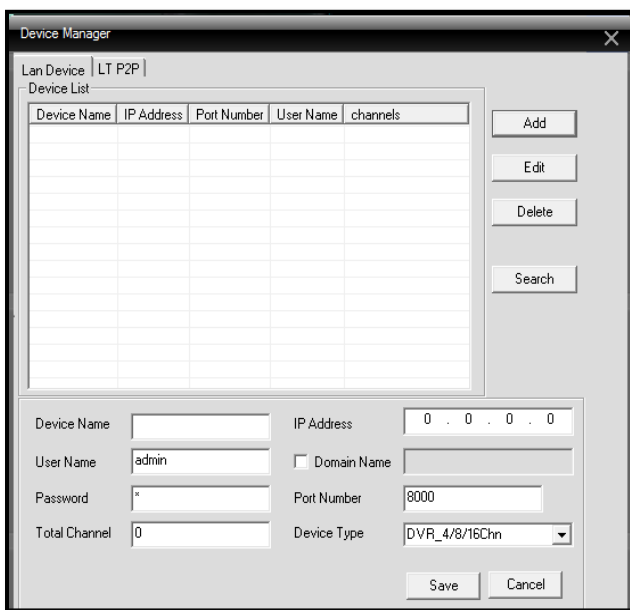 Device Manager
Lan Device LT P2P
Device List
Device Name IP Address Port Number User Name channels
Add
Edit
Delete
Search
Device Name IP Address 0 . 0 . 0 . 0
User Name admin Domain Name
Password * Port Number 8000
Total Channel 0 Device Type DVR_4/8/16Chn
Save Cancel